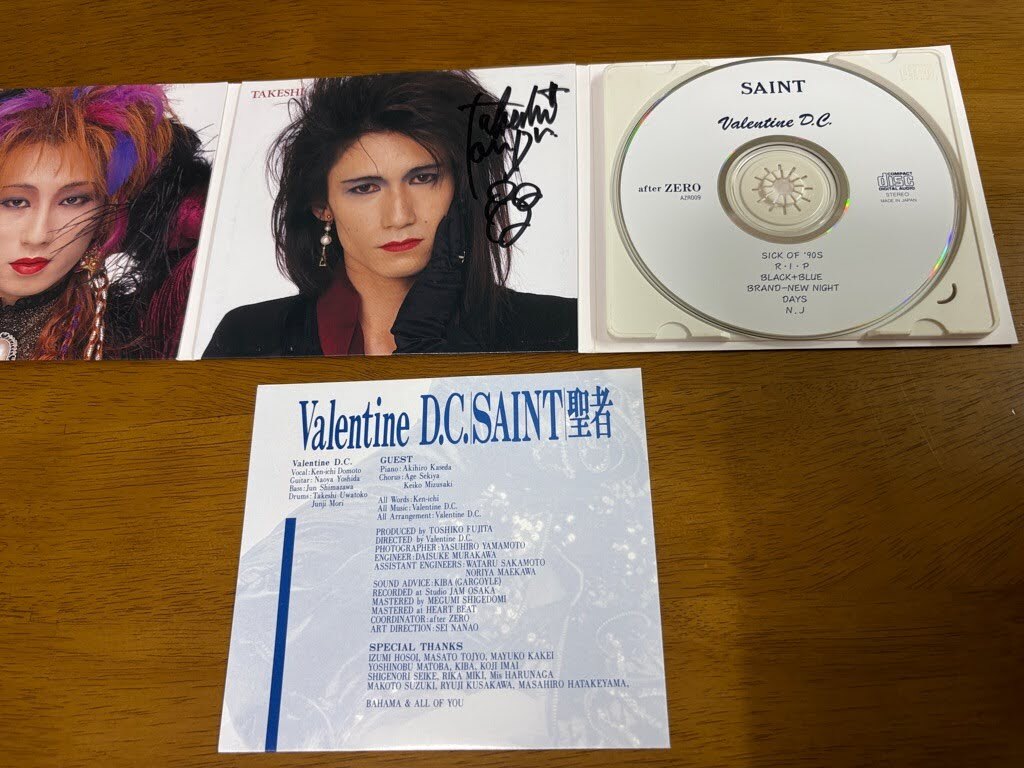 TAKESHI
Takeshi
SAINT
Valentine D.C.
after ZERO
AZR009
COMPACT
disc
DIGITAL AUDIO
STEREO
MADE IN JAPAN
SICK OF '90S
R・I・P
BLACK+BLUE
BRAND-NEW NIGHT
DAYS
N.J
Valentine D.C.|SAINT|聖者
Valentine D.C.
Vocal:Ken-ichi Domoto
Guitar:Naoya Yoshida
Bass:Jun Shimazawa
Drums:Takeshi Uwatoko
Junji Mori
GUEST
Piano:Akihiro Kaseda
Chorus:Age Sekiya
Keiko Mizusaki
All Words:Ken-ichi
All Music:Valentine D.C.
All Arrangement:Valentine D.C.
PRODUCED by TOSHIKO FUJITA
DIRECTED by Valentine D.C.
PHOTOGRAPHER:YASUHIRO YAMAMOTO
ENGINEER:DAISUKE MURAKAWA
ASSISTANT ENGINEERS:WATARU SAKAMOTO
NORIYA MAEKAWA
SOUND ADVICE:KIBA (GARGOYLE)
RECORDED at Studio JAM OSAKA
MASTERED by MEGUMI SHIGEDOMI
MASTERED at HEART BEAT
COORDINATOR:after ZERO
ART DIRECTION:SEI NANAO
SPECIAL THANKS
IZUMI HOSOI, MASATO TOJYO, MAYUKO KAKEI
YOSHINOBU MATOBA, KIBA, KOJI IMAI
SHIGENORI SEIKE, RIKA MIKI, Mis HARUNAGA
MAKOTO SUZUKI, RYUJI KUSAKAWA, MASAHIRO HATAKEYAMA,
BAHAMA & ALL OF YOU